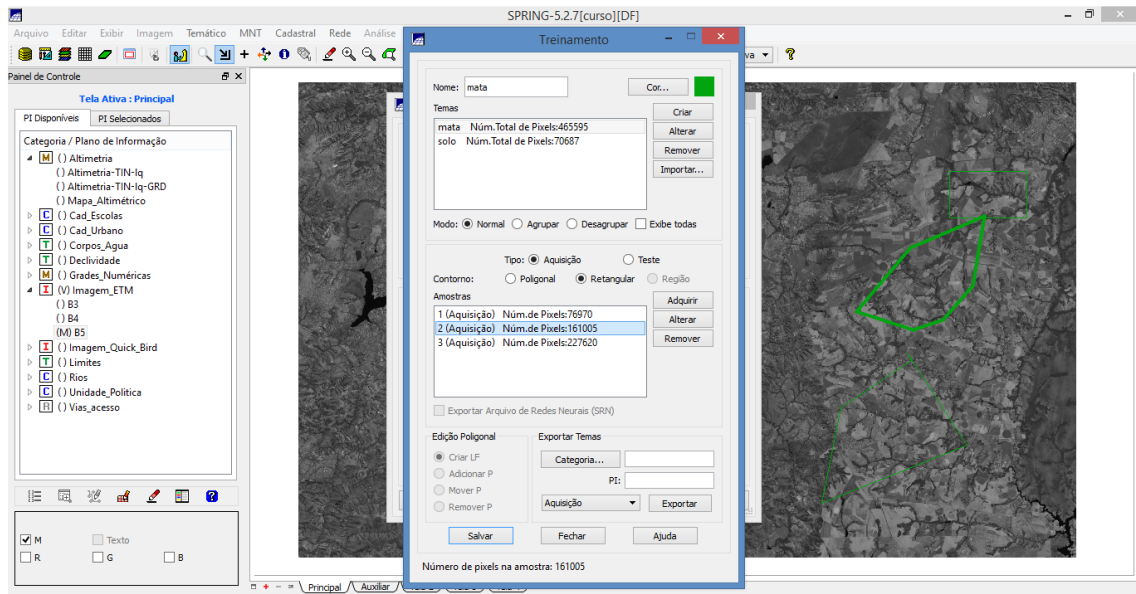 SPRING-5.2.7[curso][DF]
Arquivo Editar Exibir Imagem Temático MNT Cadastral Rede Análise
Painel de Controle
Tela Ativa : Principal
PI Disponíveis PI Selecionados
Categoria / Plano de Informação
M () Altimetria
() Altimetria-TIN-lq
() Altimetria-TIN-lq-GRD
() Mapa_Altimétrico
C () Cad_Escolas
C () Cad_Urbano
T () Corpos_Agua
T () Declividade
M () Grades_Numéricas
I (V) Imagem_ETM
() B3
() B4
(M) B5
I () Imagem_Quick_Bird
T () Limites
C () Rios
C () Unidade_Politica
R () Vias_acesso
M Texto
R G B
Treinamento
Nome: mata Cor...
Temas
mata Núm.Total de Pixels:465595
solo Núm.Total de Pixels:70687
Criar
Alterar
Remover
Importar...
Modo: Normal Agrupar Desagrupar Exibe todas
Tipo: Aquisição Teste
Contorno: Poligonal Retangular Região
Amostras
1 (Aquisição) Núm.de Pixels:76970
2 (Aquisição) Núm.de Pixels:161005
3 (Aquisição) Núm.de Pixels:227620
Adquirir
Alterar
Remover
Exportar Arquivo de Redes Neurais (SRN)
Edição Poligonal
Criar LF
Adicionar P
Mover P
Remover P
Exportar Temas
Categoria...
PI:
Aquisição Exportar
Salvar Fechar Ajuda
Número de pixels na amostra: 161005
Principal Auxiliar